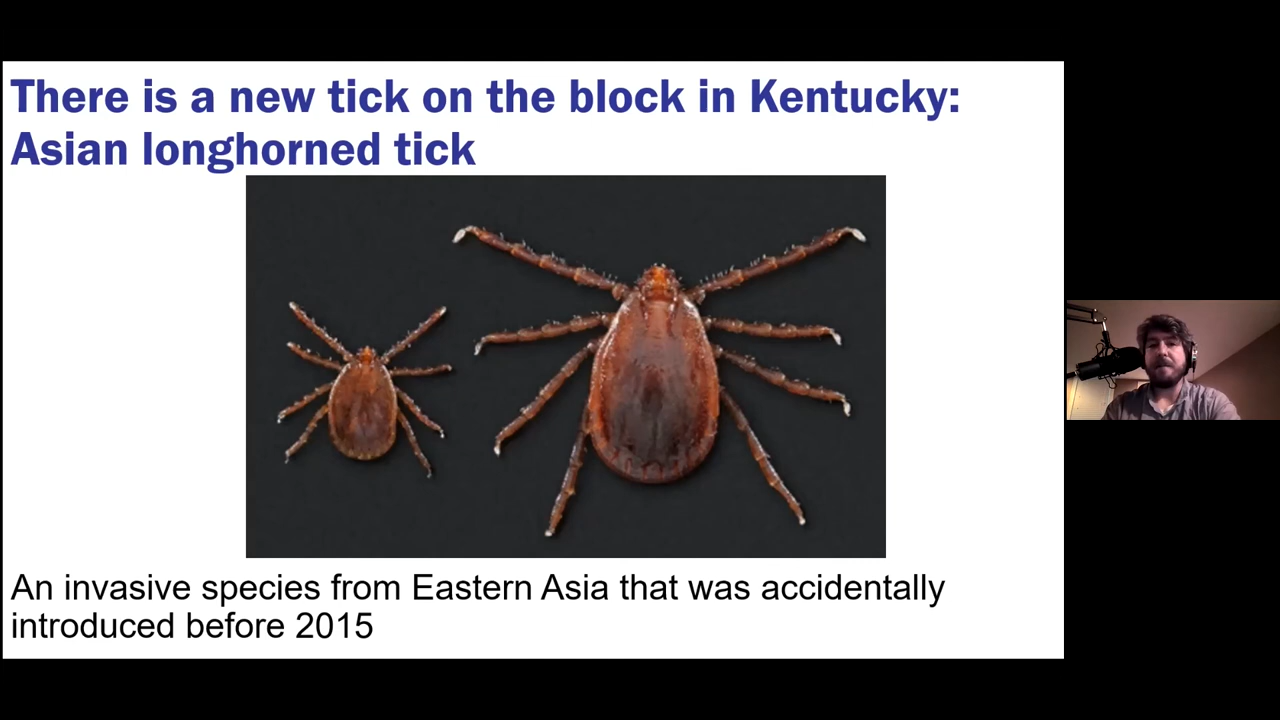 There is a new tick on the block in Kentucky:
Asian longhorned tick
An invasive species from Eastern Asia that was accidentally
introduced before 2015